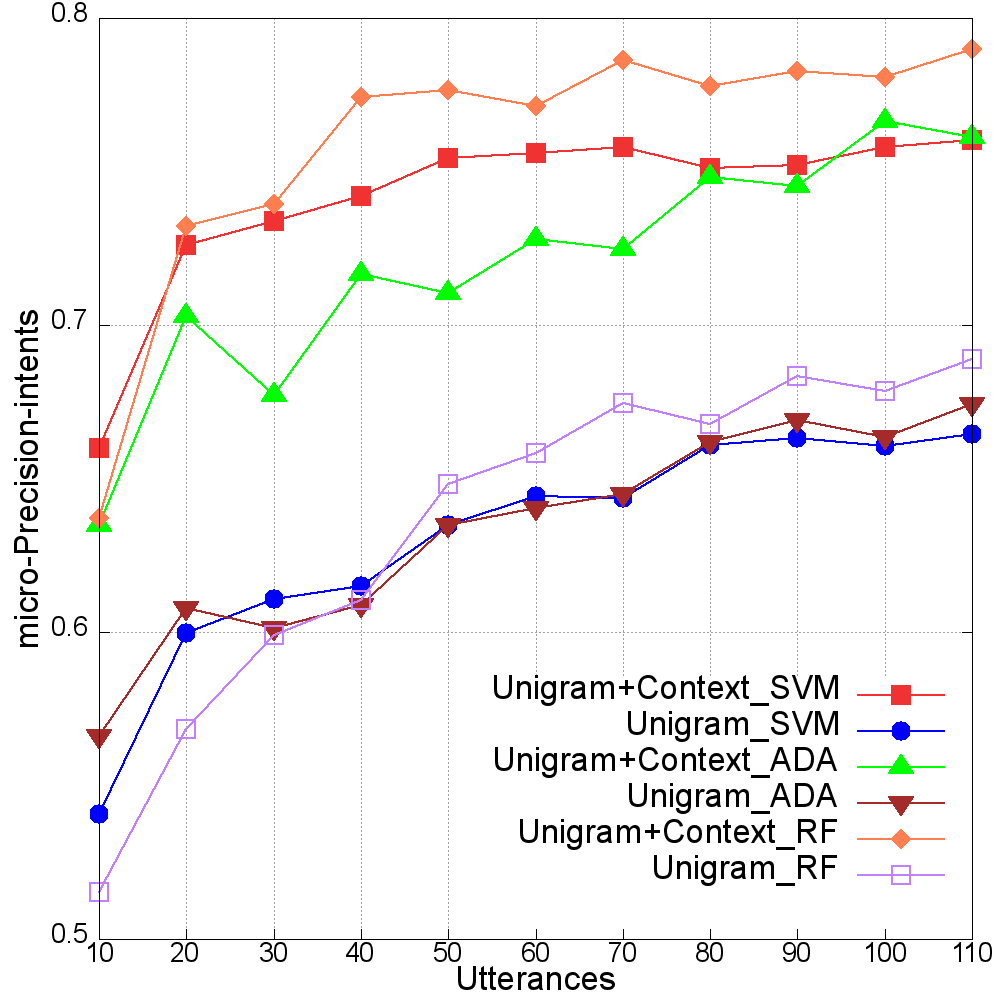 0.8
0.7
0.6
0.5
micro-Precision-intents
Unigram+Context_SVM
Unigram_SVM
Unigram+Context_ADA
Unigram_ADA
Unigram+Context_RF
Unigram_RF
10 20 30 40 50 60 70 80 90 100 110
Utterances